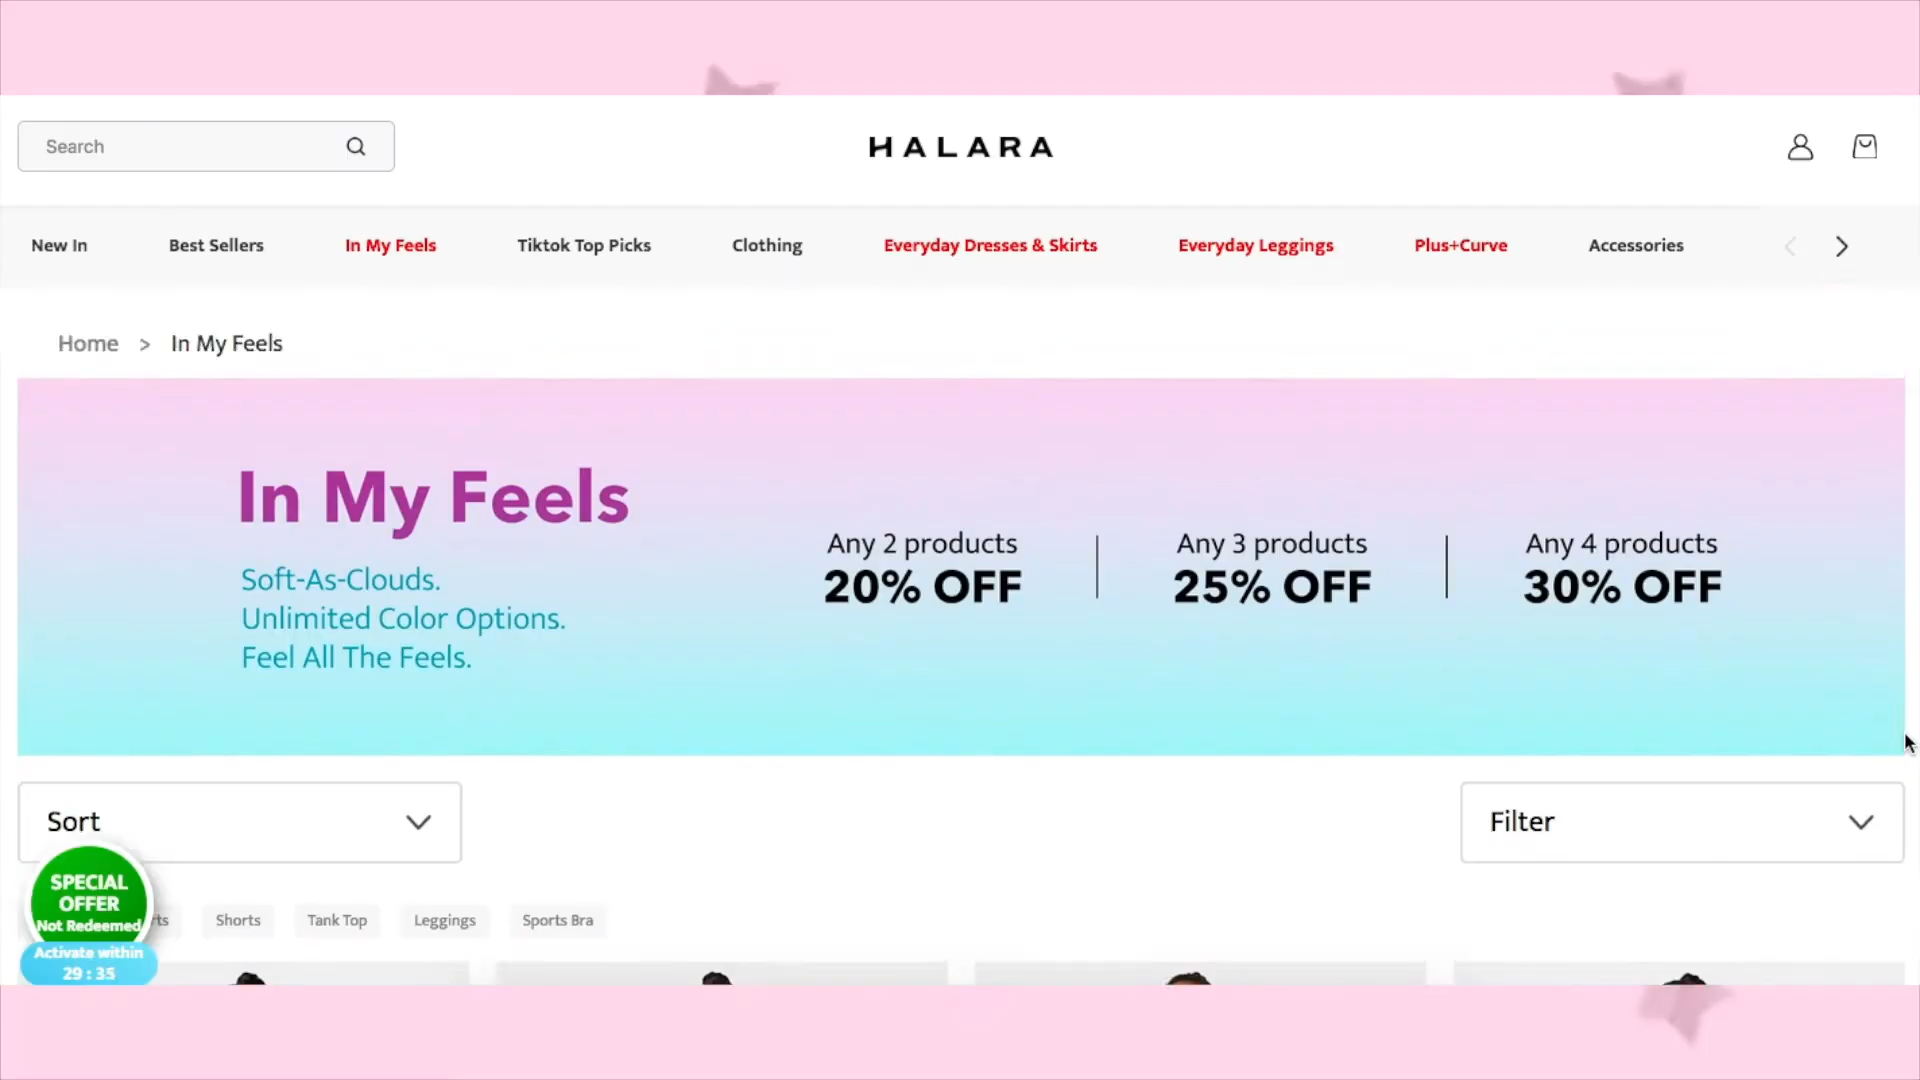 Search
HALARA
New In
Best Sellers
In My Feels
Tiktok Top Picks
Clothing
Everyday Dresses & Skirts
Everyday Leggings
Plus+Curve
Accessories
Home > In My Feels
In My Feels
Soft-As-Clouds.
Unlimited Color Options.
Feel All The Feels.
Any 2 products
20% OFF
Any 3 products
25% OFF
Any 4 products
30% OFF
Sort
Filter
SPECIAL
OFFER
Not Redeemed
Activate within
29 : 35
Shorts
Tank Top
Leggings
Sports Bra